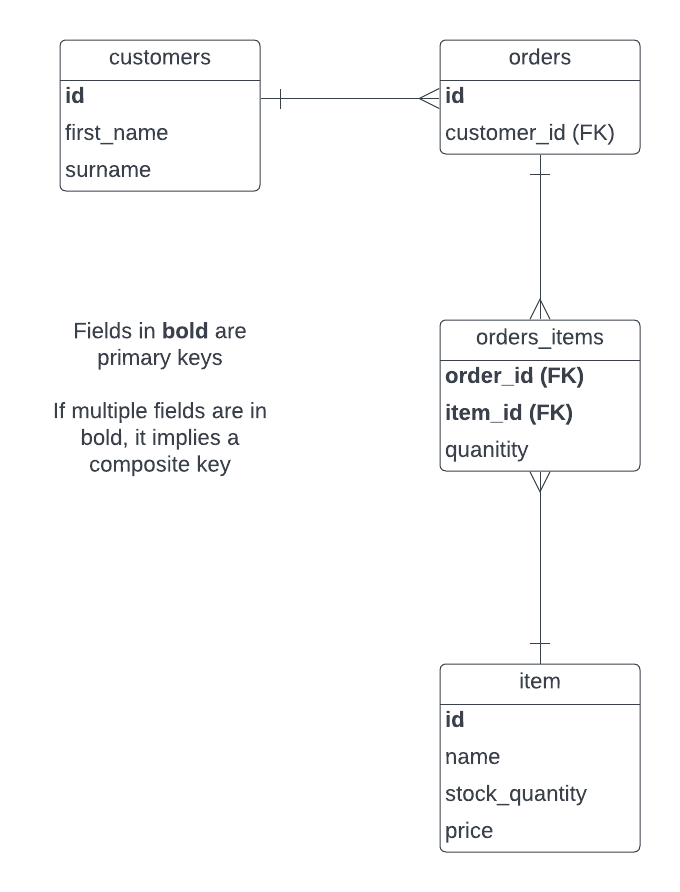 customers
id
first_name
surname
orders
id
customer_id (FK)
Fields in bold are
primary keys
If multiple fields are in
bold, it implies a
composite key
orders_items
order_id (FK)
item_id (FK)
quanitity
item
id
name
stock_quantity
price